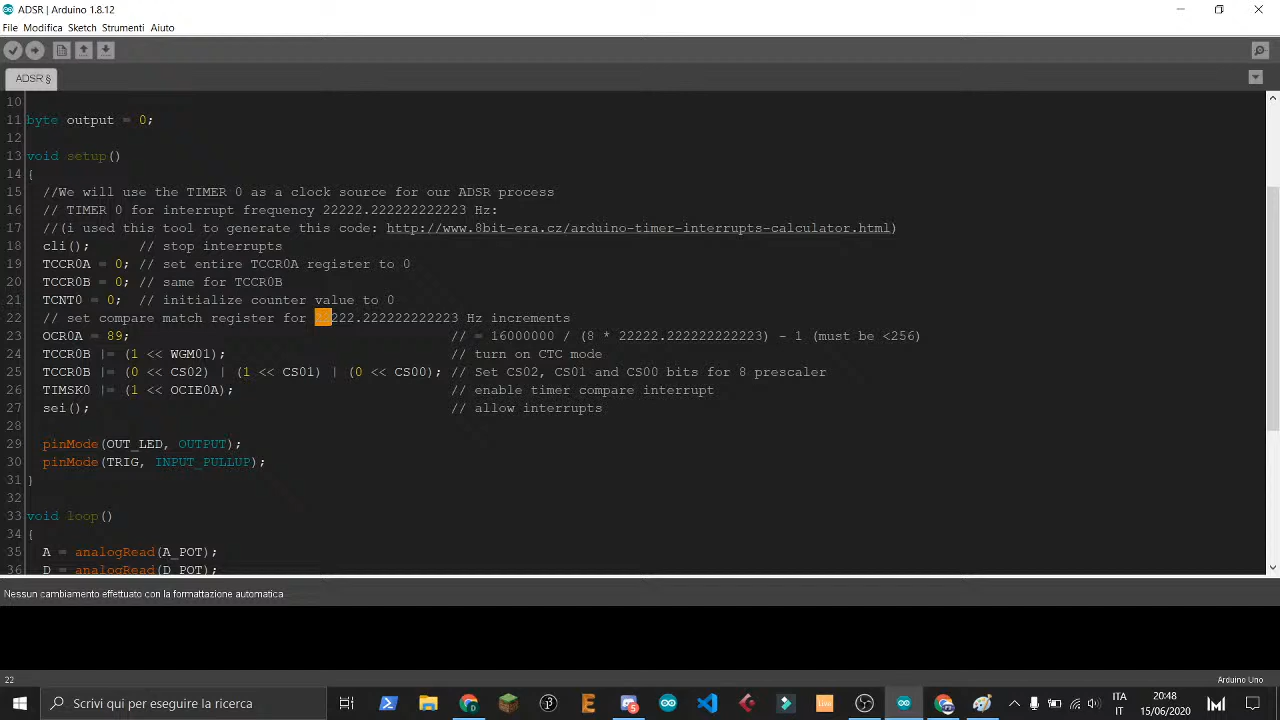 ADSR | Arduino 1.8.12
File Modifica Sketch Strumenti Aiuto
ADSR §
10
11 byte output = 0;
12
13 void setup()
14 {
15 //We will use the TIMER 0 as a clock source for our ADSR process
16 // TIMER 0 for interrupt frequency 22222.222222222223 Hz:
17 //(i used this tool to generate this code: http://www.8bit-era.cz/arduino-timer-interrupts-calculator.html)
18 cli(); // stop interrupts
19 TCCR0A = 0; // set entire TCCR0A register to 0
20 TCCR0B = 0; // same for TCCR0B
21 TCNT0 = 0; // initialize counter value to 0
22 // set compare match register for 22222.222222222223 Hz increments
23 OCR0A = 89; // = 16000000 / (8 * 22222.222222222223) - 1 (must be <256)
24 TCCR0B |= (1 << WGM01); // turn on CTC mode
25 TCCR0B |= (0 << CS02) | (1 << CS01) | (0 << CS00); // Set CS02, CS01 and CS00 bits for 8 prescaler
26 TIMSK0 |= (1 << OCIE0A); // enable timer compare interrupt
27 sei(); // allow interrupts
28
29 pinMode(OUT_LED, OUTPUT);
30 pinMode(TRIG, INPUT_PULLUP);
31 }
32
33 void loop()
34 {
35 A = analogRead(A_POT);
36 D = analogRead(D_POT);
Nessun cambiamento effettuato con la formattazione automatica
22 Arduino Uno
Scrivi qui per eseguire la ricerca
ITA
IT
20:48
15/06/2020